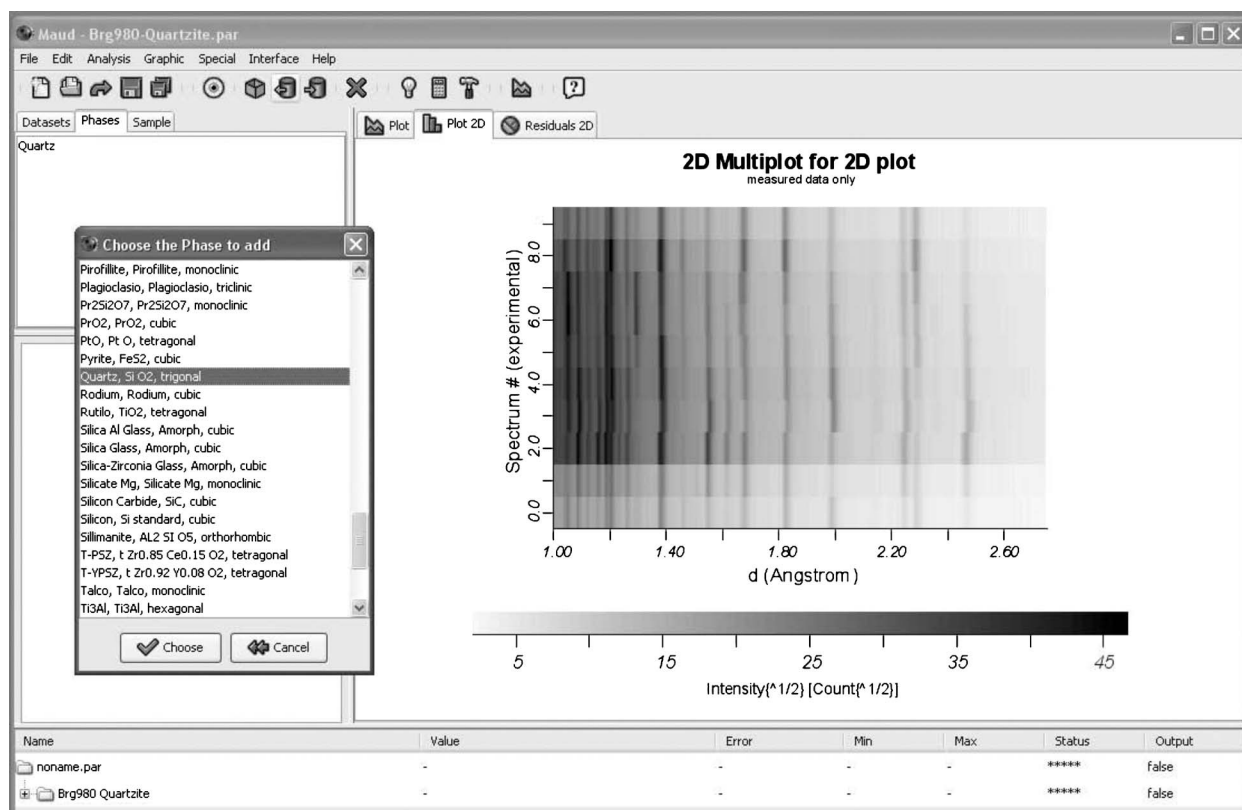 Maud - Brg980-Quartzite.par
File Edit Analysis Graphic Special Interface Help
Datasets Phases Sample
Quartz
Choose the Phase to add
Pirofillite, Pirofillite, monoclinic
Plagioclasio, Plagioclasio, triclinic
Pr2Si2O7, Pr2Si2O7, monoclinic
PrO2, PrO2, cubic
PtO, Pt O, tetragonal
Pyrite, FeS2, cubic
Quartz, Si O2, trigonal
Rodium, Rodium, cubic
Rutilo, TiO2, tetragonal
Silica Al Glass, Amorph, cubic
Silica Glass, Amorph, cubic
Silica-Zirconia Glass, Amorph, cubic
Silicate Mg, Silicate Mg, monoclinic
Silicon Carbide, SiC, cubic
Silicon, Si standard, cubic
Sillimanite, AL2 SI O5, orthorhombic
T-PSZ, t Zr0.85 Ce0.15 O2, tetragonal
T-YPSZ, t Zr0.92 Y0.08 O2, tetragonal
Talco, Talco, monoclinic
Ti3Al, Ti3Al, hexagonal
Choose Cancel
Plot Plot 2D Residuals 2D
2D Multiplot for 2D plot
measured data only
Spectrum # (experimental)
8.0
6.0
4.0
2.0
0.0
1.00 1.40 1.80 2.20 2.60
d (Angstrom)
5 15 25 35 45
Intensity{^1/2} [Count{^1/2}]
Name Value Error Min Max Status Output
noname.par - - - - ***** false
Brg980 Quartzite - - - - ***** false